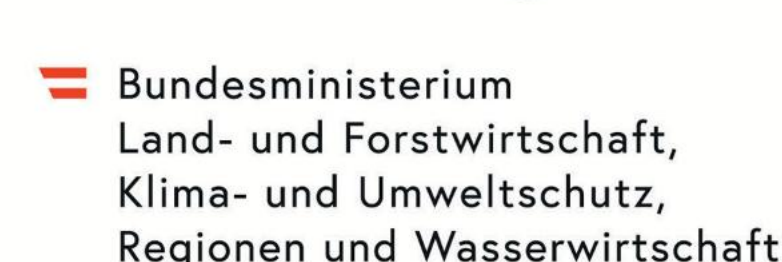 Bundesministerium
Land- und Forstwirtschaft,
Klima- und Umweltschutz,
Regionen und Wasserwirtschaft